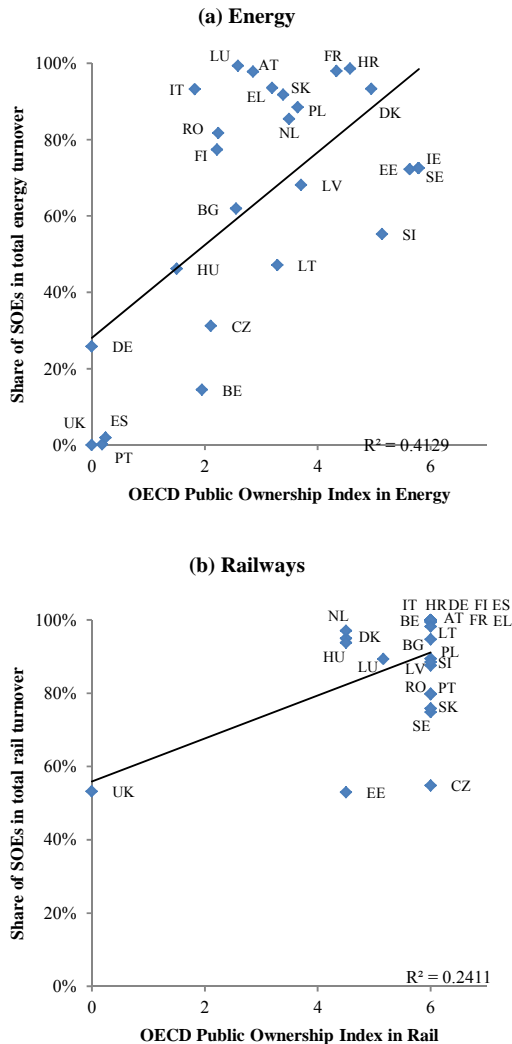 (a) Energy
Share of SOEs in total energy turnover
100%
80%
60%
40%
20%
0%
LU
AT
FR
HR
IT
EL
SK
PL
DK
RO
NL
FI
EE
IE
SE
LV
BG
SI
HU
LT
CZ
DE
BE
UK
ES
PT
R² = 0.4129
0
2
4
6
OECD Public Ownership Index in Energy
(b) Railways
Share of SOEs in total rail turnover
100%
80%
60%
40%
20%
0%
IT HR DE FI ES
NL
BE AT FR EL
DK
LT
HU
BG
PL
LU
LV
SI
RO
PT
SK
SE
UK
EE
CZ
R² = 0.2411
0
2
4
6
OECD Public Ownership Index in Rail